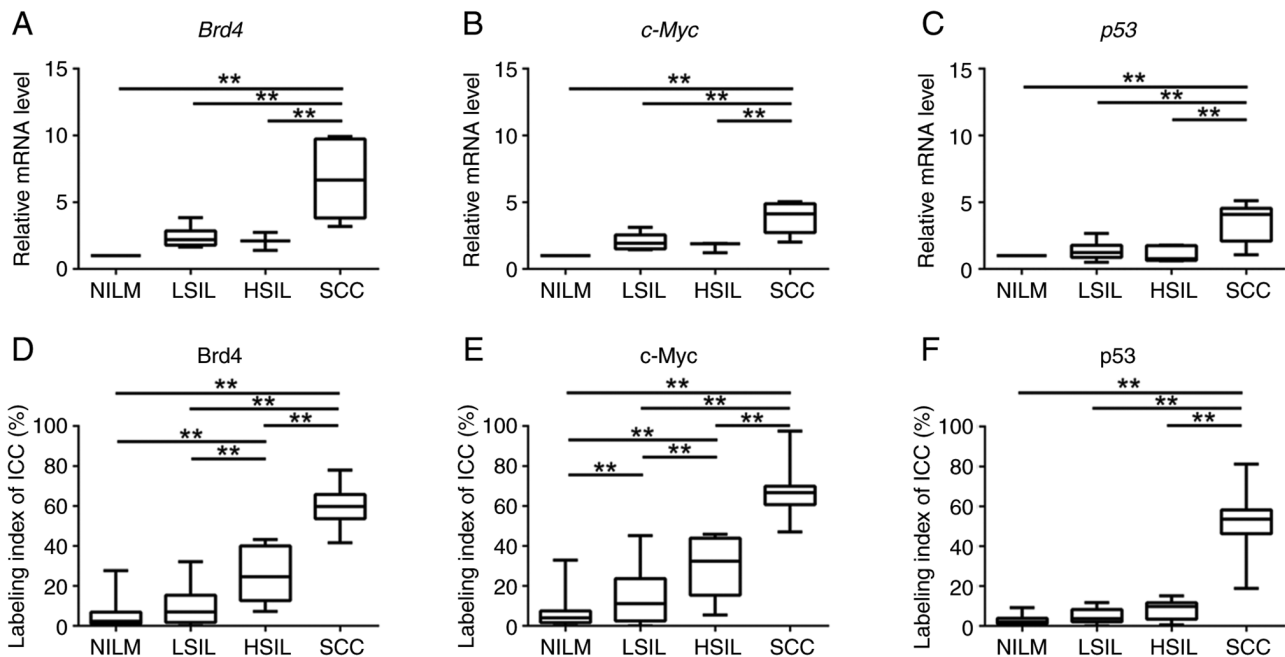 A
Brd4
Relative mRNA level
15
10
5
0
**
**
**
NILM LSIL HSIL SCC
B
c-Myc
Relative mRNA level
15
10
5
0
**
**
**
NILM LSIL HSIL SCC
C
p53
Relative mRNA level
15
10
5
0
**
**
**
NILM LSIL HSIL SCC
D
Brd4
Labeling index of ICC (%)
100
80
60
40
20
0
**
**
**
**
**
NILM LSIL HSIL SCC
E
c-Myc
Labeling index of ICC (%)
100
80
60
40
20
0
**
**
**
**
**
**
NILM LSIL HSIL SCC
F
p53
Labeling index of ICC (%)
100
80
60
40
20
0
**
**
**
NILM LSIL HSIL SCC